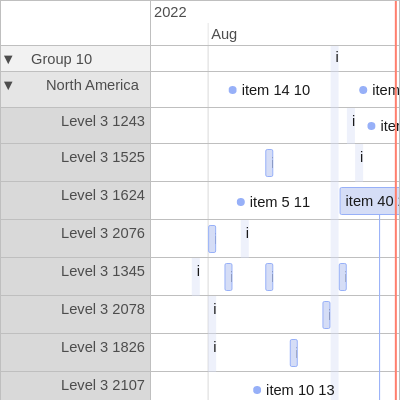 2022
Aug
▼ Group 10 i
▼ North America item 14 10 item
Level 3 1243 i
Level 3 1525 i
Level 3 1624 item 5 11 item 40
Level 3 2076 i
Level 3 1345 i
Level 3 2078 i
Level 3 1826 i
Level 3 2107 item 10 13